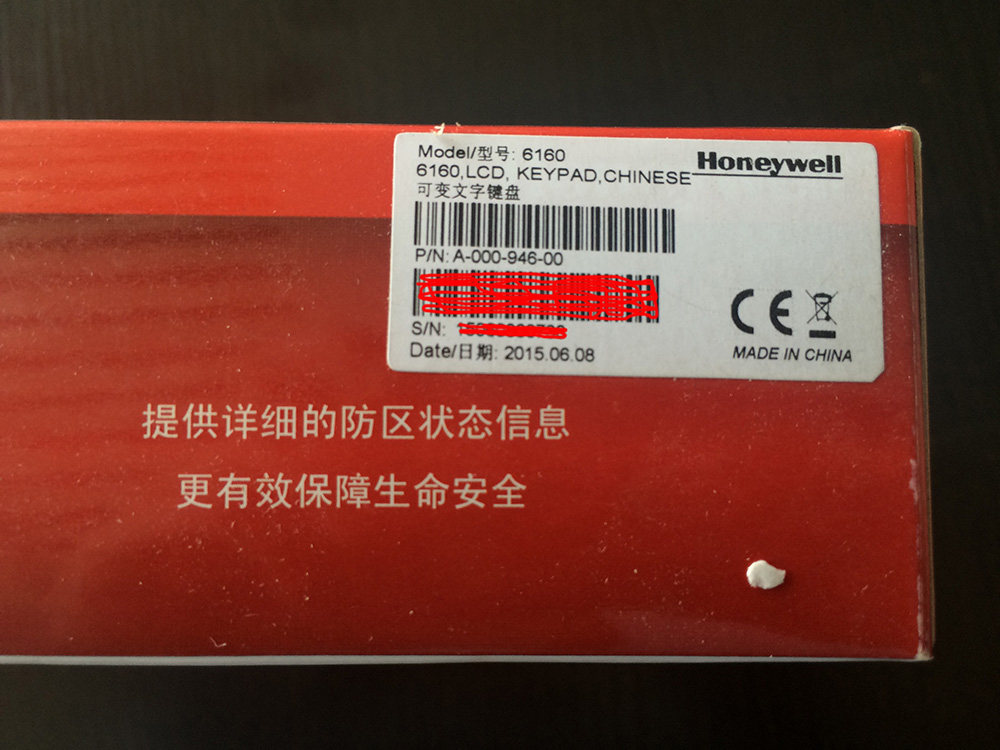 Model/型号: 6160
Honeywell
6160,LCD, KEYPAD,CHINESE
可变文字键盘
P/N: A-000-946-00
S/N:
Date/日期: 2015.06.08
MADE IN CHINA
提供详细的防区状态信息
更有效保障生命安全